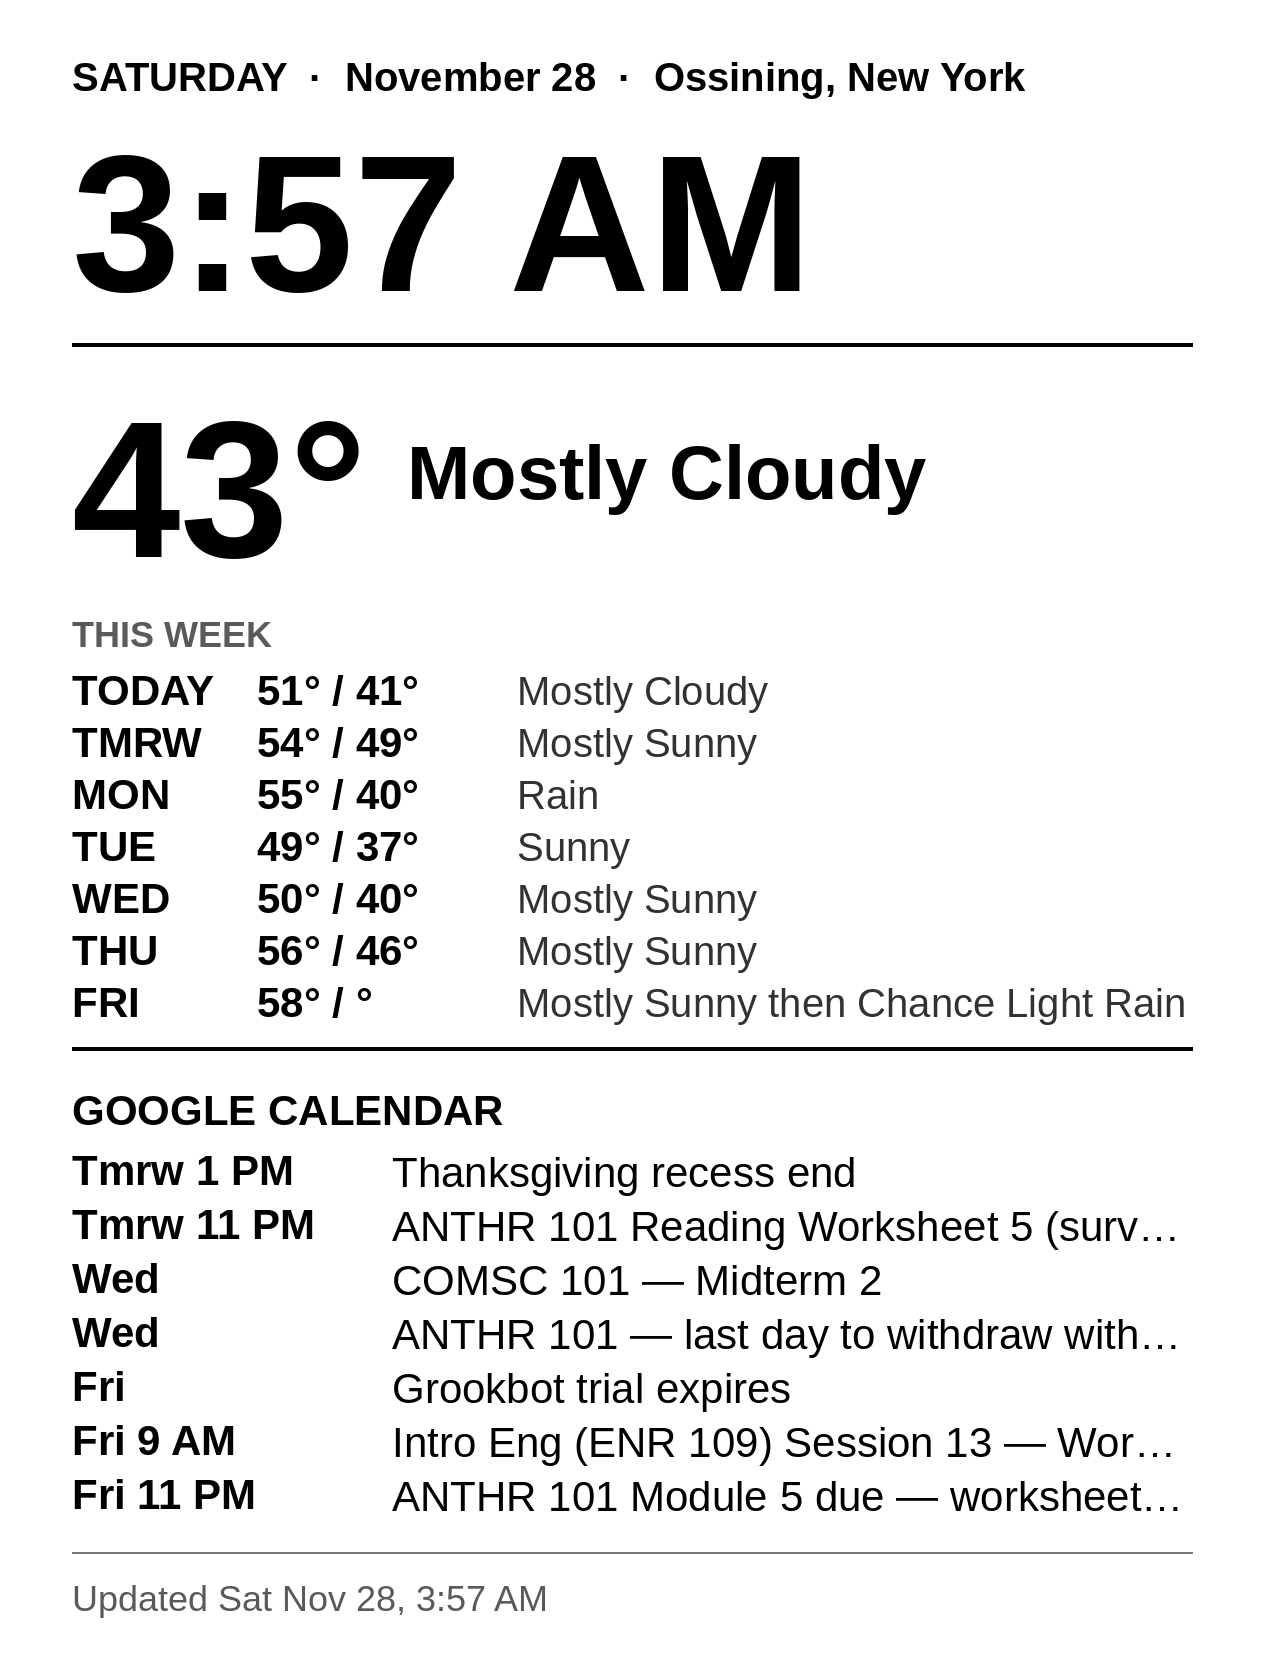 SATURDAY · November 28 · Ossining, New York
3:57 AM
43° Mostly Cloudy
THIS WEEK
TODAY 51° / 41° Mostly Cloudy
TMRW 54° / 49° Mostly Sunny
MON 55° / 40° Rain
TUE 49° / 37° Sunny
WED 50° / 40° Mostly Sunny
THU 56° / 46° Mostly Sunny
FRI 58° / ° Mostly Sunny then Chance Light Rain
GOOGLE CALENDAR
Tmrw 1 PM Thanksgiving recess end
Tmrw 11 PM ANTHR 101 Reading Worksheet 5 (surv…
Wed COMSC 101 — Midterm 2
Wed ANTHR 101 — last day to withdraw with…
Fri Grookbot trial expires
Fri 9 AM Intro Eng (ENR 109) Session 13 — Wor…
Fri 11 PM ANTHR 101 Module 5 due — worksheet…
Updated Sat Nov 28, 3:57 AM